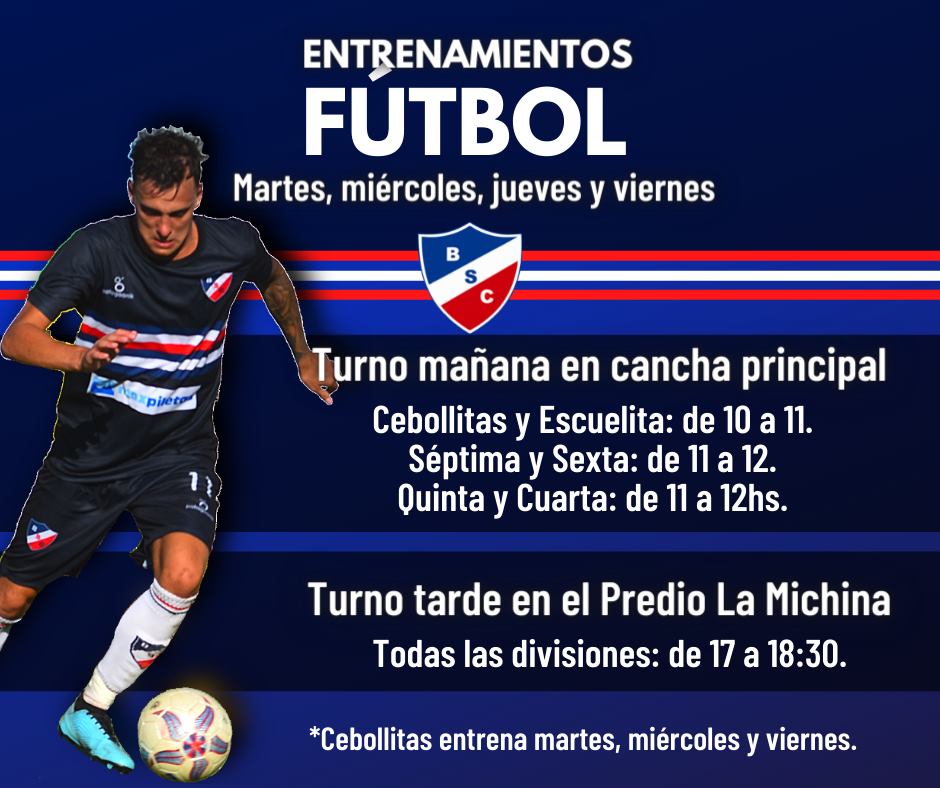 ENTRENAMIENTOS
FÚTBOL
Martes, miércoles, jueves y viernes
B
S
C
Turno mañana en cancha principal
Cebollitas y Escuelita: de 10 a 11.
Séptima y Sexta: de 11 a 12.
Quinta y Cuarta: de 11 a 12hs.
Turno tarde en el Predio La Michina
Todas las divisiones: de 17 a 18:30.
*Cebollitas entrena martes, miércoles y viernes.